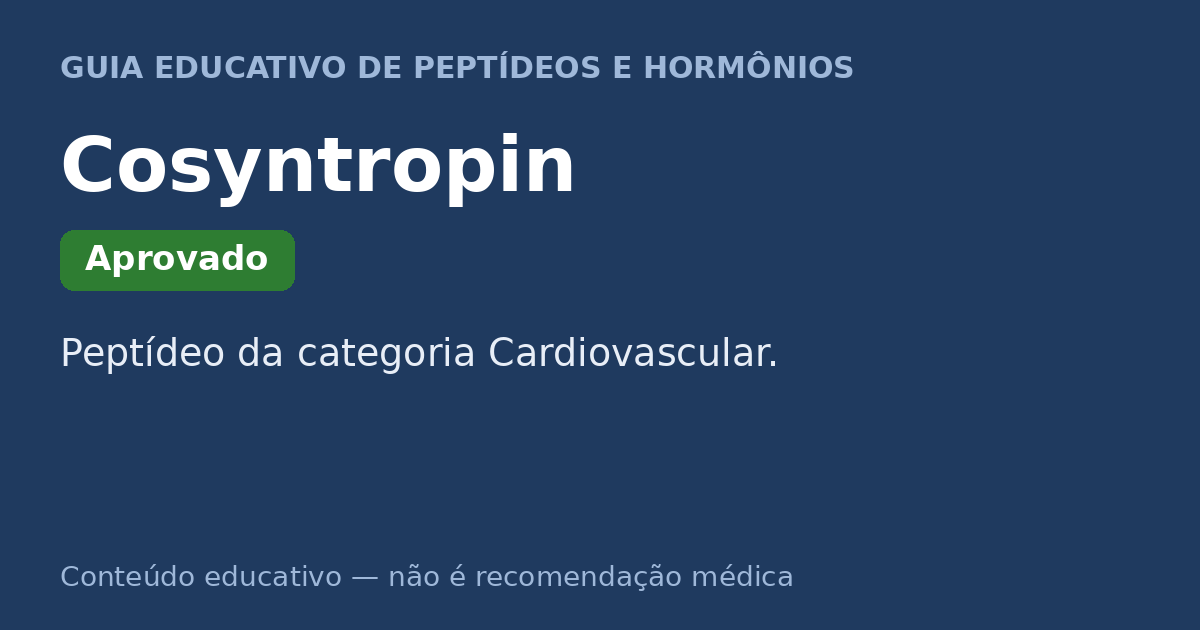 GUIA EDUCATIVO DE PEPTÍDEOS E HORMÔNIOS
Cosyntropin
Aprovado
Peptídeo da categoria Cardiovascular.
Conteúdo educativo — não é recomendação médica